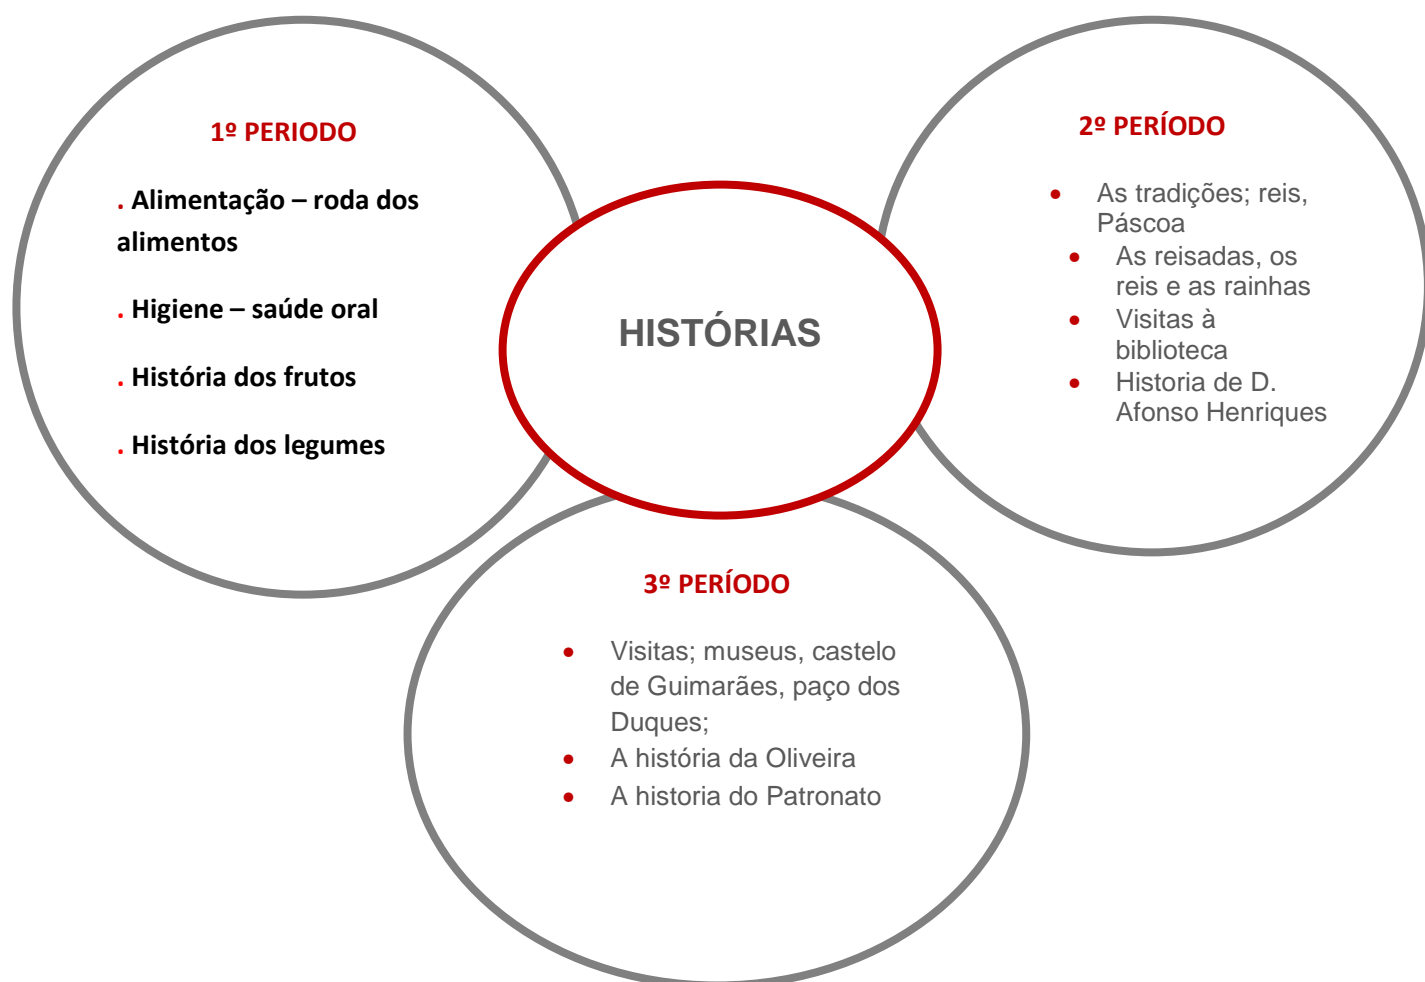 1º PERIODO
. Alimentação – roda dos
alimentos
. Higiene – saúde oral
. História dos frutos
. História dos legumes
HISTÓRIAS
2º PERÍODO
• As tradições; reis,
Páscoa
• As reisadas, os
reis e as rainhas
• Visitas à
biblioteca
• Historia de D.
Afonso Henriques
3º PERÍODO
• Visitas; museus, castelo
de Guimarães, paço dos
Duques;
• A história da Oliveira
• A historia do Patronato